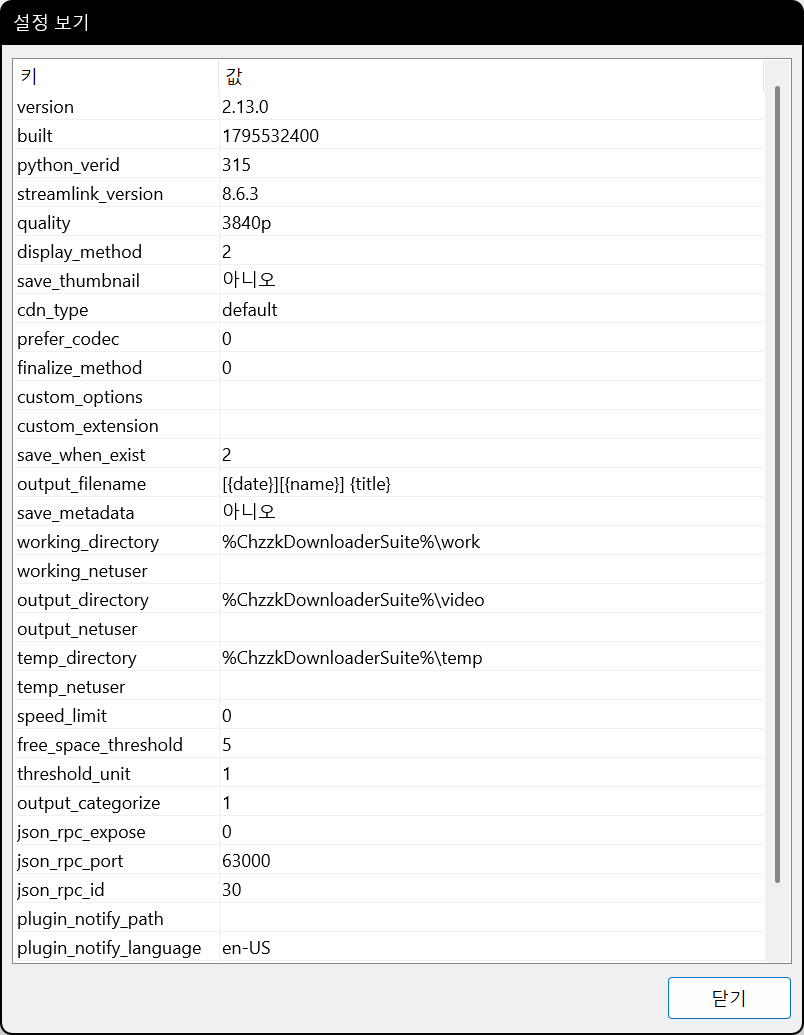 설정 보기
키 값
version 2.13.0
built 1795532400
python_verid 315
streamlink_version 8.6.3
quality 3840p
display_method 2
save_thumbnail 아니오
cdn_type default
prefer_codec 0
finalize_method 0
custom_options
custom_extension
save_when_exist 2
output_filename [{date}][{name}] {title}
save_metadata 아니오
working_directory %ChzzkDownloaderSuite%\work
working_netuser
output_directory %ChzzkDownloaderSuite%\video
output_netuser
temp_directory %ChzzkDownloaderSuite%\temp
temp_netuser
speed_limit 0
free_space_threshold 5
threshold_unit 1
output_categorize 1
json_rpc_expose 0
json_rpc_port 63000
json_rpc_id 30
plugin_notify_path
plugin_notify_language en-US
닫기